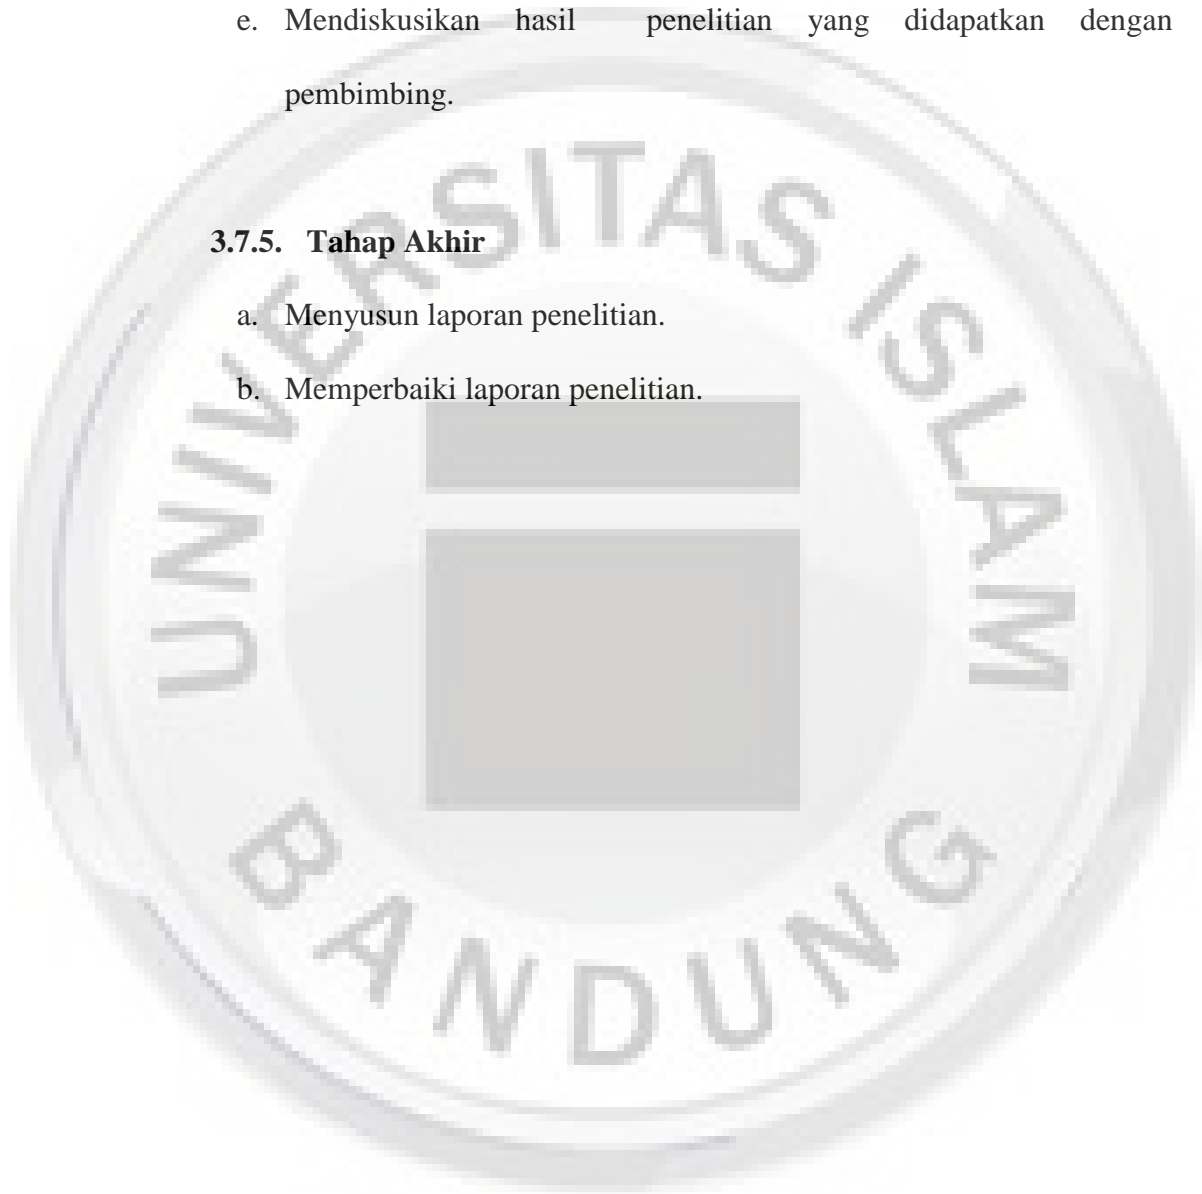 e. Mendiskusikan hasil penelitian yang didapatkan dengan
pembimbing.
3.7.5. Tahap Akhir
a. Menyusun laporan penelitian.
b. Memperbaiki laporan penelitian.
UNIVERSITAS ISLAM
BANDUNG